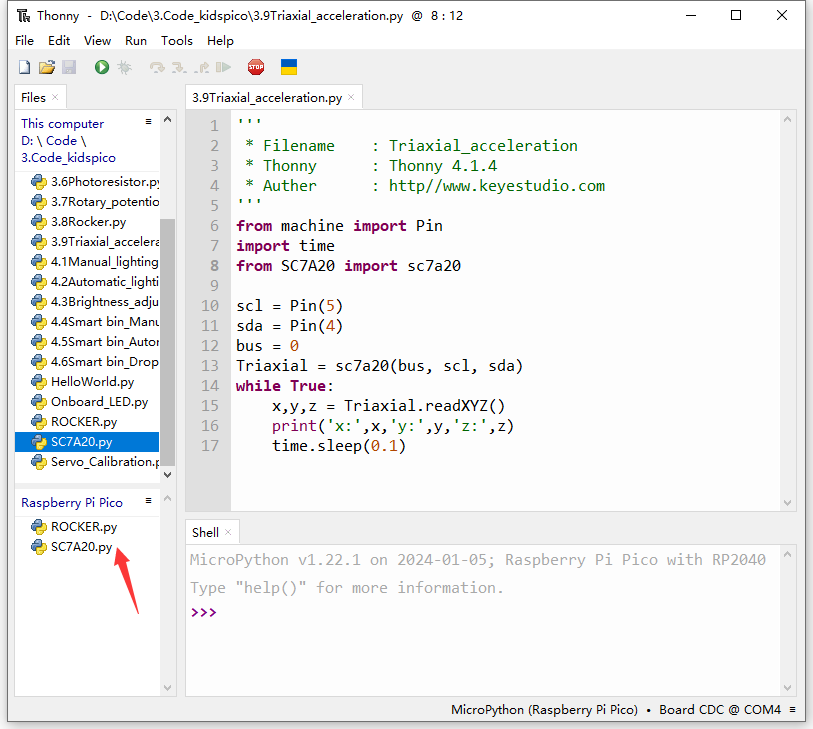 Thonny - D:\Code\3.Code_kidspico\3.9Triaxial_acceleration.py @ 8 : 12
File Edit View Run Tools Help
STOP
Files
This computer
D: \ Code \
3.Code_kidspico
3.6Photoresistor.py
3.7Rotary_potentio
3.8Rocker.py
3.9Triaxial_accelera
4.1Manual_lighting
4.2Automatic_lighti
4.3Brightness_adju
4.4Smart bin_Manu
4.5Smart bin_Autor
4.6Smart bin_Drop
HelloWorld.py
Onboard_LED.py
ROCKER.py
SC7A20.py
Servo_Calibration.p
Raspberry Pi Pico
ROCKER.py
SC7A20.py
3.9Triaxial_acceleration.py
1 '''
2 * Filename : Triaxial_acceleration
3 * Thonny : Thonny 4.1.4
4 * Auther : http//www.keyestudio.com
5 '''
6 from machine import Pin
7 import time
8 from SC7A20 import sc7a20
9
10 scl = Pin(5)
11 sda = Pin(4)
12 bus = 0
13 Triaxial = sc7a20(bus, scl, sda)
14 while True:
15 x,y,z = Triaxial.readXYZ()
16 print('x:',x,'y:',y,'z:',z)
17 time.sleep(0.1)
Shell
MicroPython v1.22.1 on 2024-01-05; Raspberry Pi Pico with RP2040
Type "help()" for more information.
>>>
MicroPython (Raspberry Pi Pico) • Board CDC @ COM4 ≡